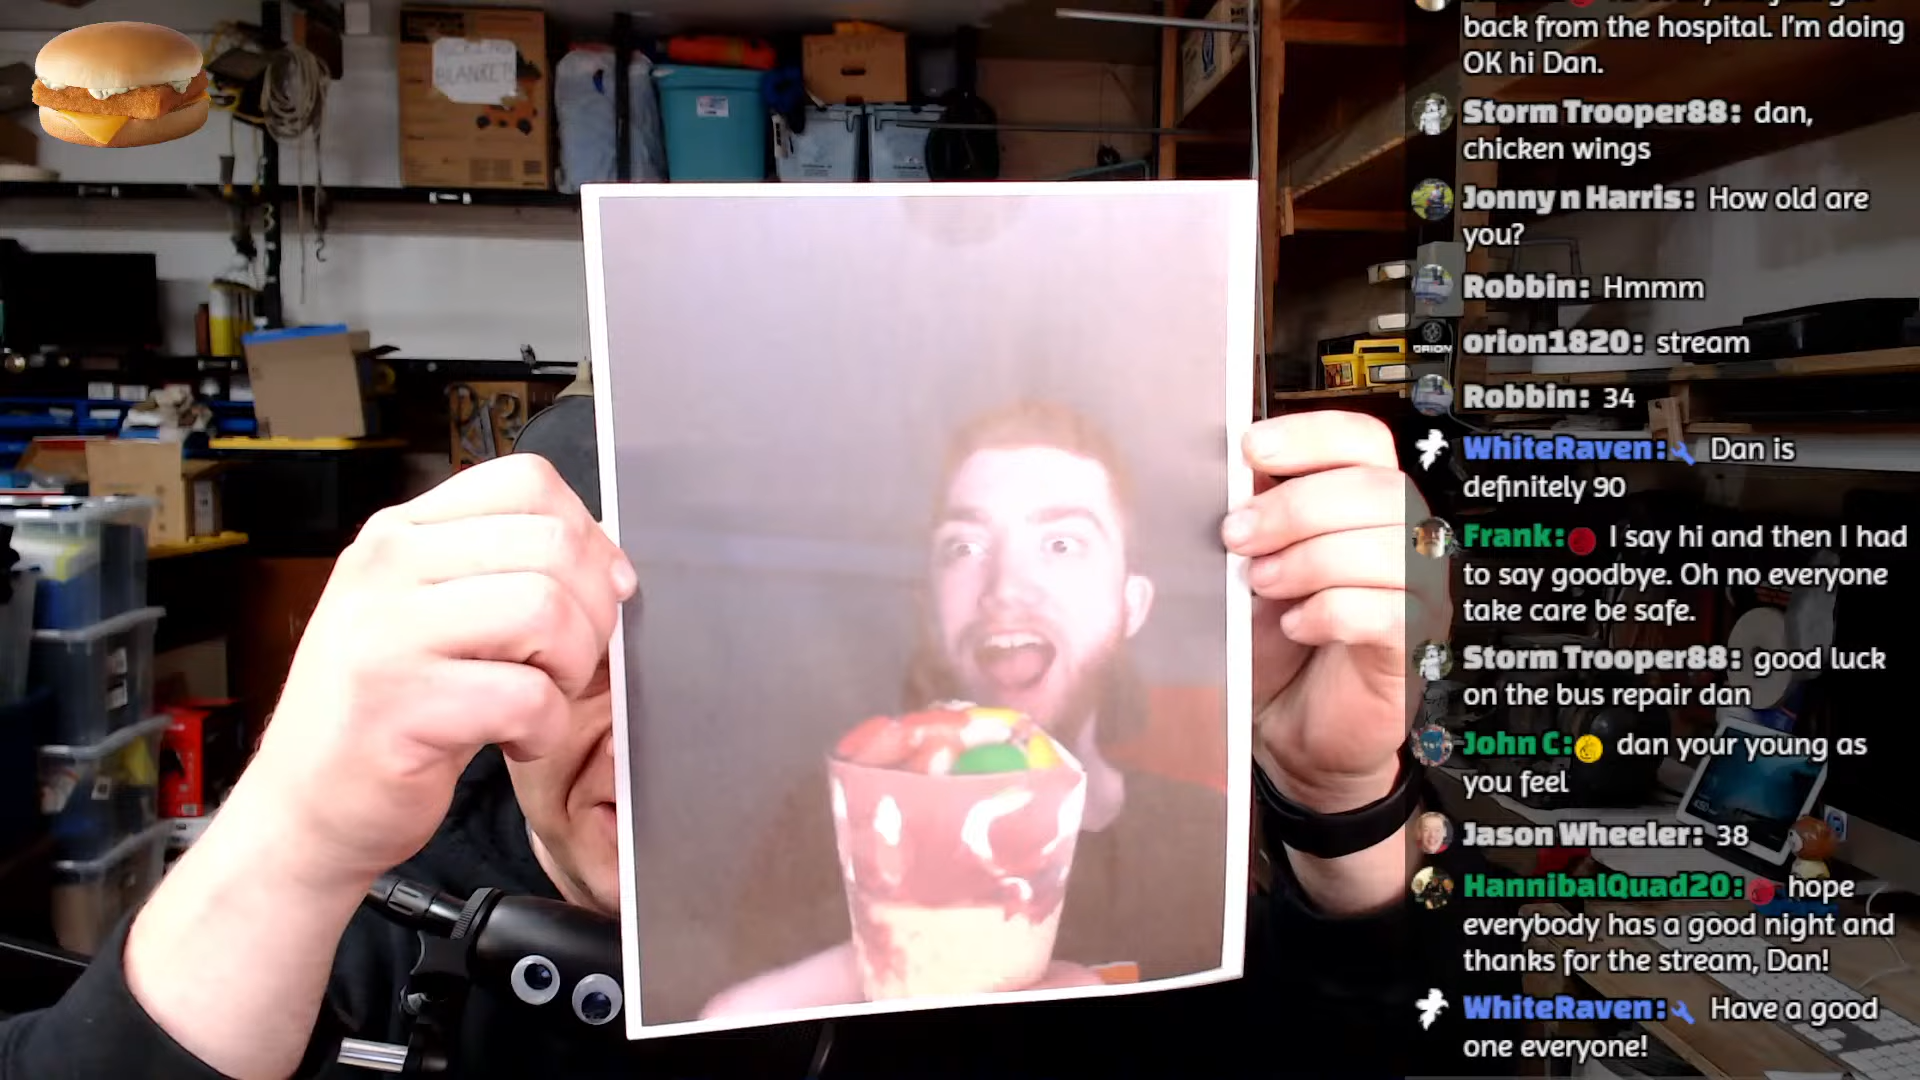 back from the hospital. I'm doing
OK hi Dan.
Storm Trooper88: dan,
chicken wings
Jonny n Harris: How old are
you?
Robbin: Hmmm
orion1820: stream
ORION
Robbin: 34
WhiteRaven: Dan is
definitely 90
Frank: I say hi and then I had
to say goodbye. Oh no everyone
take care be safe.
Storm Trooper88: good luck
on the bus repair dan
John C: dan your young as
you feel
Jason Wheeler: 38
HannibalQuad20: hope
everybody has a good night and
thanks for the stream, Dan!
WhiteRaven: Have a good
one everyone!
BLANKETS